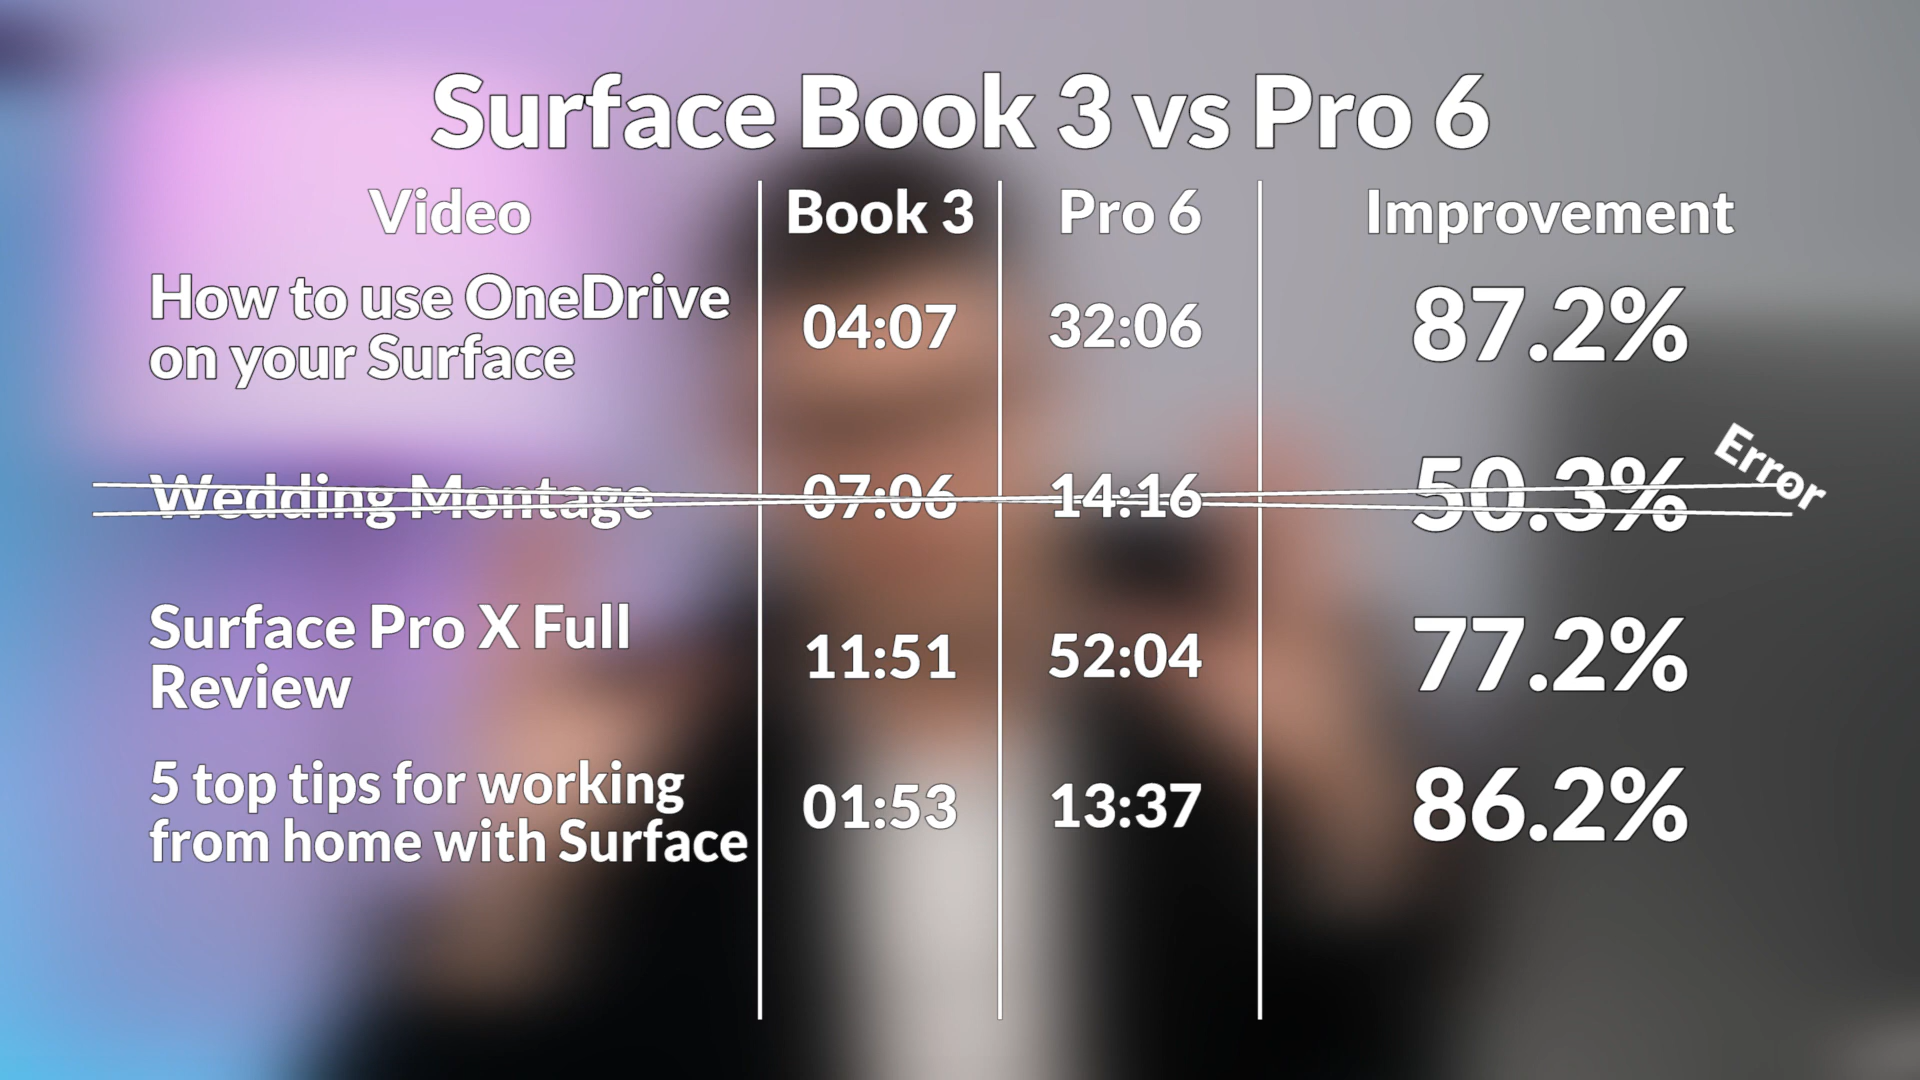 Surface Book 3 vs Pro 6
Video Book 3 Pro 6 Improvement
How to use OneDrive
on your Surface
04:07 32:06 87.2%
Error
Wedding Montage 07:06 14:16 50.3%
Surface Pro X Full
Review
11:51 52:04 77.2%
5 top tips for working
from home with Surface
01:53 13:37 86.2%